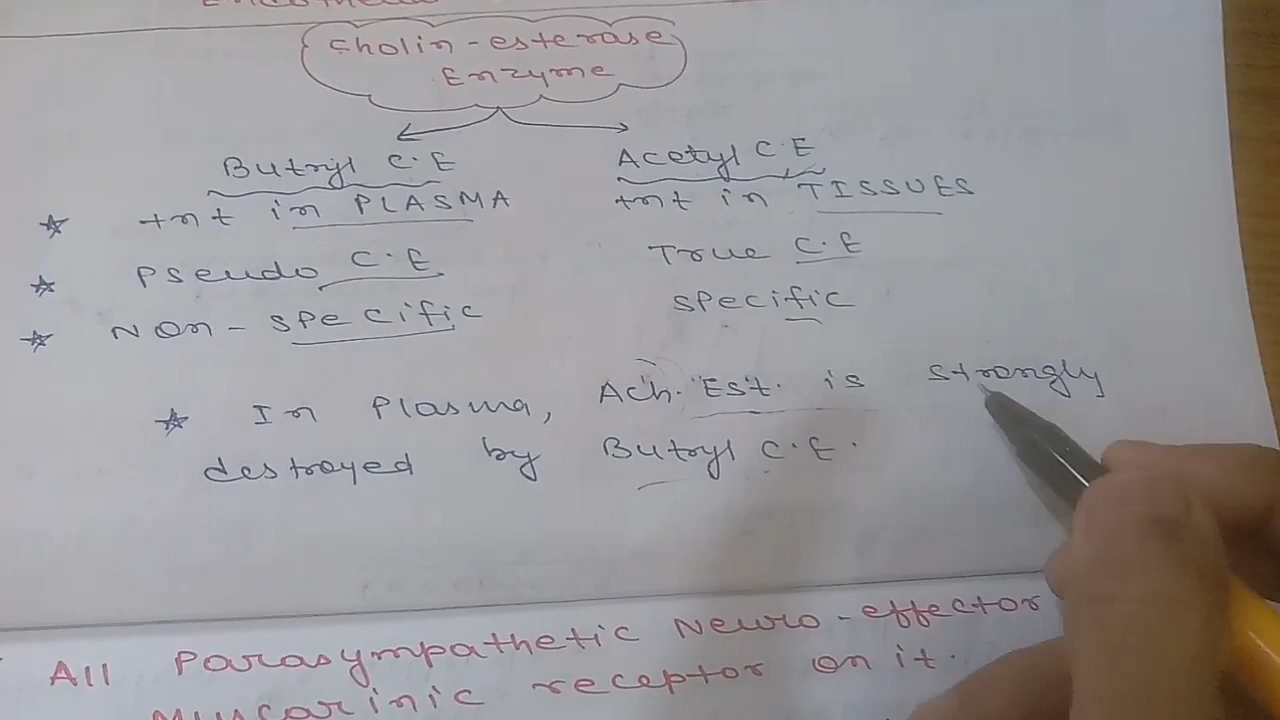 Cholin-esterase
Enzyme
Butryl C.E
Acetyl C.E
+nt in PLASMA
+nt in TISSUES
Pseudo C.E
True C.E
Non-specific
specific
In Plasma, Ach. Est. is strongly
destroyed by Butryl C.E.
All Parasympathetic Neuro-effector
Muscarinic receptor on it.